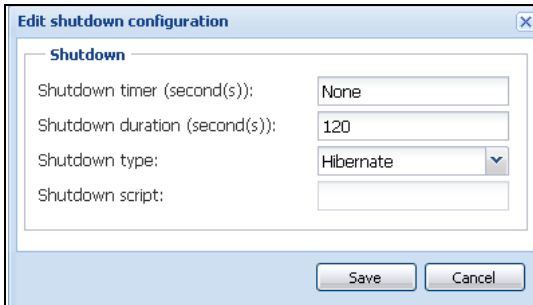 Edit shutdown configuration
Shutdown
Shutdown timer (second(s)): None
Shutdown duration (second(s)): 120
Shutdown type: Hibernate
Shutdown script:
Save Cancel